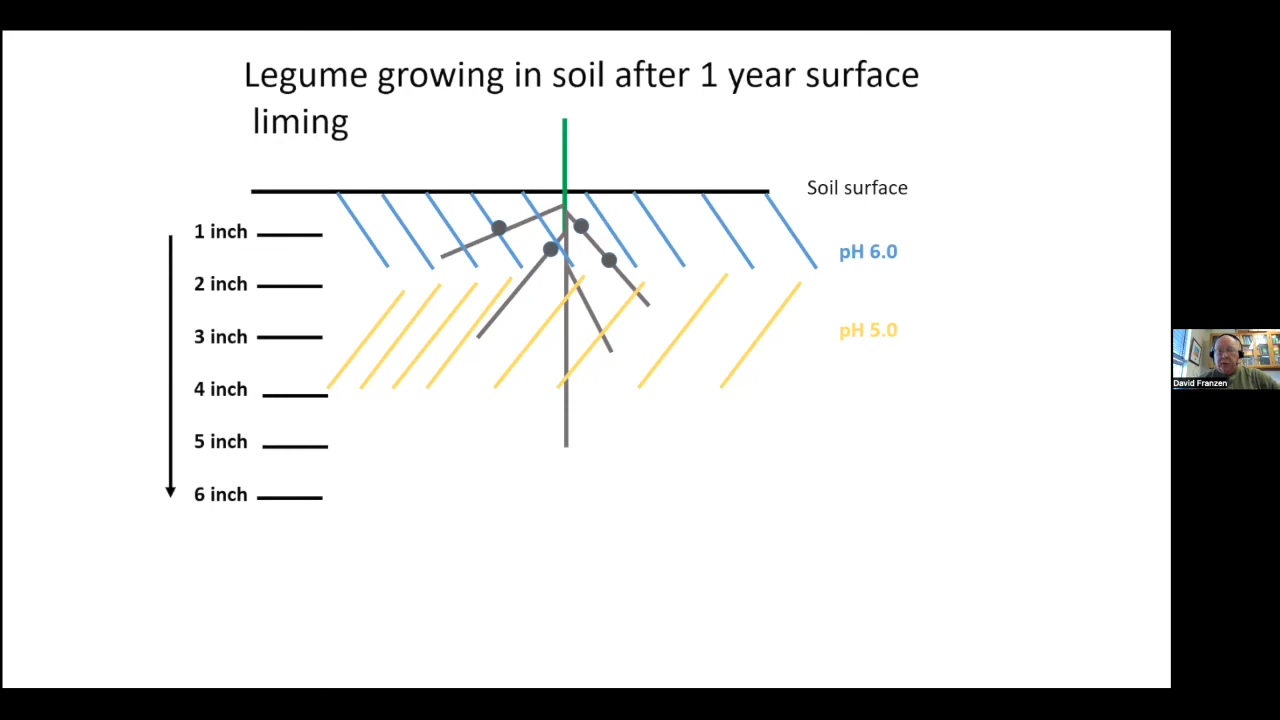 Legume growing in soil after 1 year surface
liming
Soil surface
1 inch
pH 6.0
2 inch
pH 5.0
3 inch
4 inch
5 inch
6 inch
David Franzen